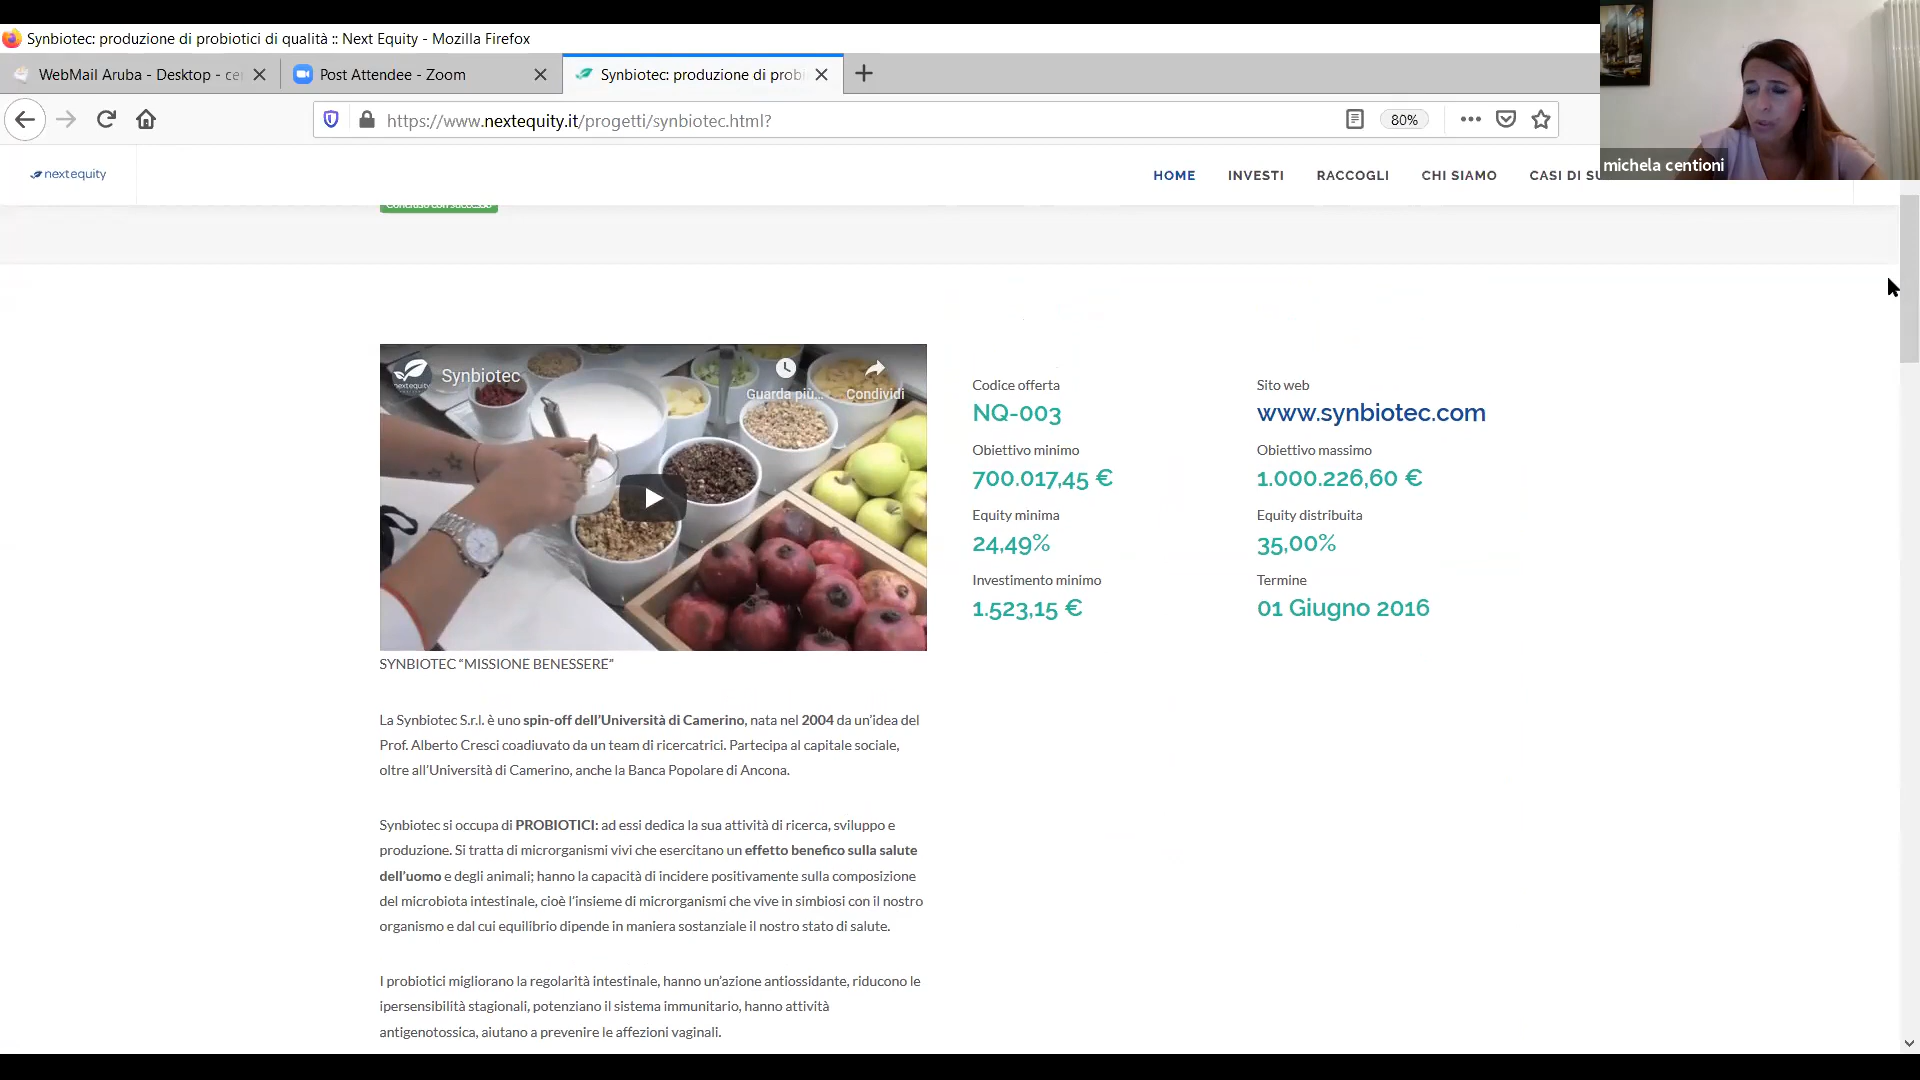 Synbiotec: produzione di probiotici di qualità :: Next Equity - Mozilla Firefox
WebMail Aruba - Desktop - ce
Post Attendee - Zoom
Synbiotec: produzione di prob
https://www.nextequity.it/progetti/synbiotec.html?
80%
michela centioni
nextequity
HOME
INVESTI
RACCOGLI
CHI SIAMO
CASI DI SU
Concluso con successo
nextequity
Synbiotec
Guarda più...
Condividi
Codice offerta
NQ-003
Sito web
www.synbiotec.com
Obiettivo minimo
700.017,45 €
Obiettivo massimo
1.000.226,60 €
Equity minima
24,49%
Equity distribuita
35,00%
Investimento minimo
1.523,15 €
Termine
01 Giugno 2016
SYNBIOTEC “MISSIONE BENESSERE”
La Synbiotec S.r.l. è uno spin-off dell’Università di Camerino, nata nel 2004 da un’idea del
Prof. Alberto Cresci coadiuvato da un team di ricercatrici. Partecipa al capitale sociale,
oltre all’Università di Camerino, anche la Banca Popolare di Ancona.
Synbiotec si occupa di PROBIOTICI: ad essi dedica la sua attività di ricerca, sviluppo e
produzione. Si tratta di microrganismi vivi che esercitano un effetto benefico sulla salute
dell’uomo e degli animali; hanno la capacità di incidere positivamente sulla composizione
del microbiota intestinale, cioè l’insieme di microrganismi che vive in simbiosi con il nostro
organismo e dal cui equilibrio dipende in maniera sostanziale il nostro stato di salute.
I probiotici migliorano la regolarità intestinale, hanno un’azione antiossidante, riducono le
ipersensibilità stagionali, potenziano il sistema immunitario, hanno attività
antigenotossica, aiutano a prevenire le affezioni vaginali.